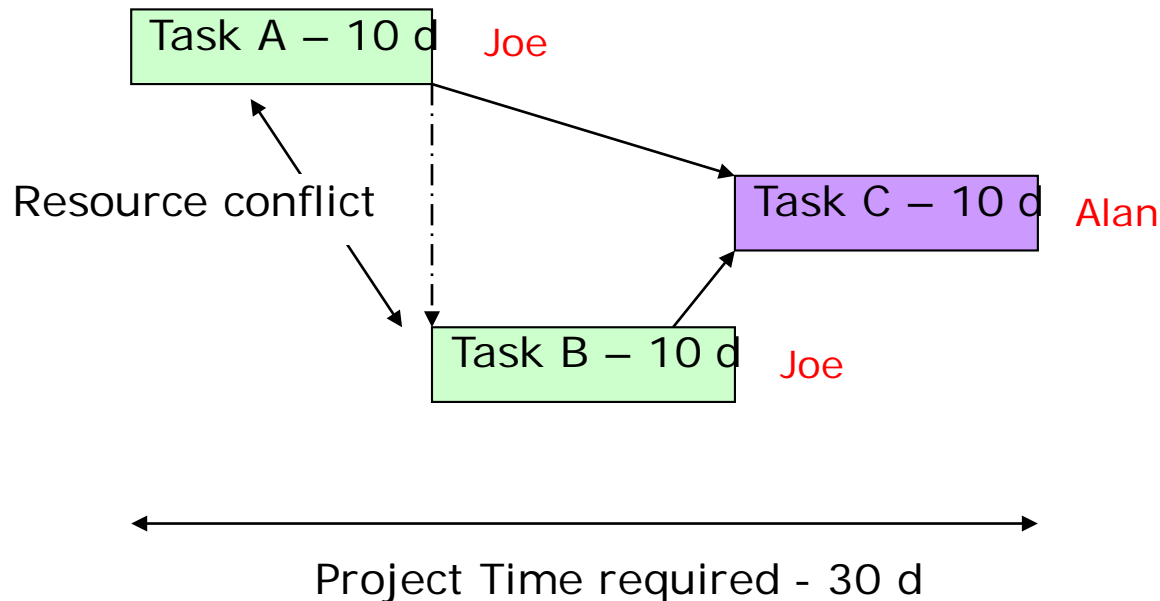 Task A – 10 d
Joe
Resource conflict
Task C – 10 d
Alan
Task B – 10 d
Joe
Project Time required - 30 d